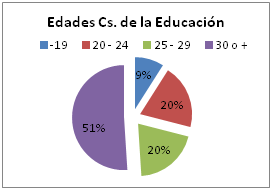 Edades Cs. de la Educación
-19 20 - 24 25 - 29 30 o +
9%
20%
51%
20%